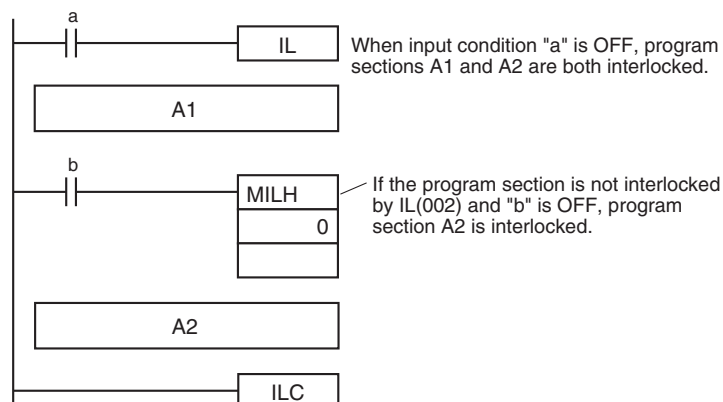 a
IL
When input condition "a" is OFF, program
sections A1 and A2 are both interlocked.
A1
b
MILH
0
If the program section is not interlocked
by IL(002) and "b" is OFF, program
section A2 is interlocked.
A2
ILC